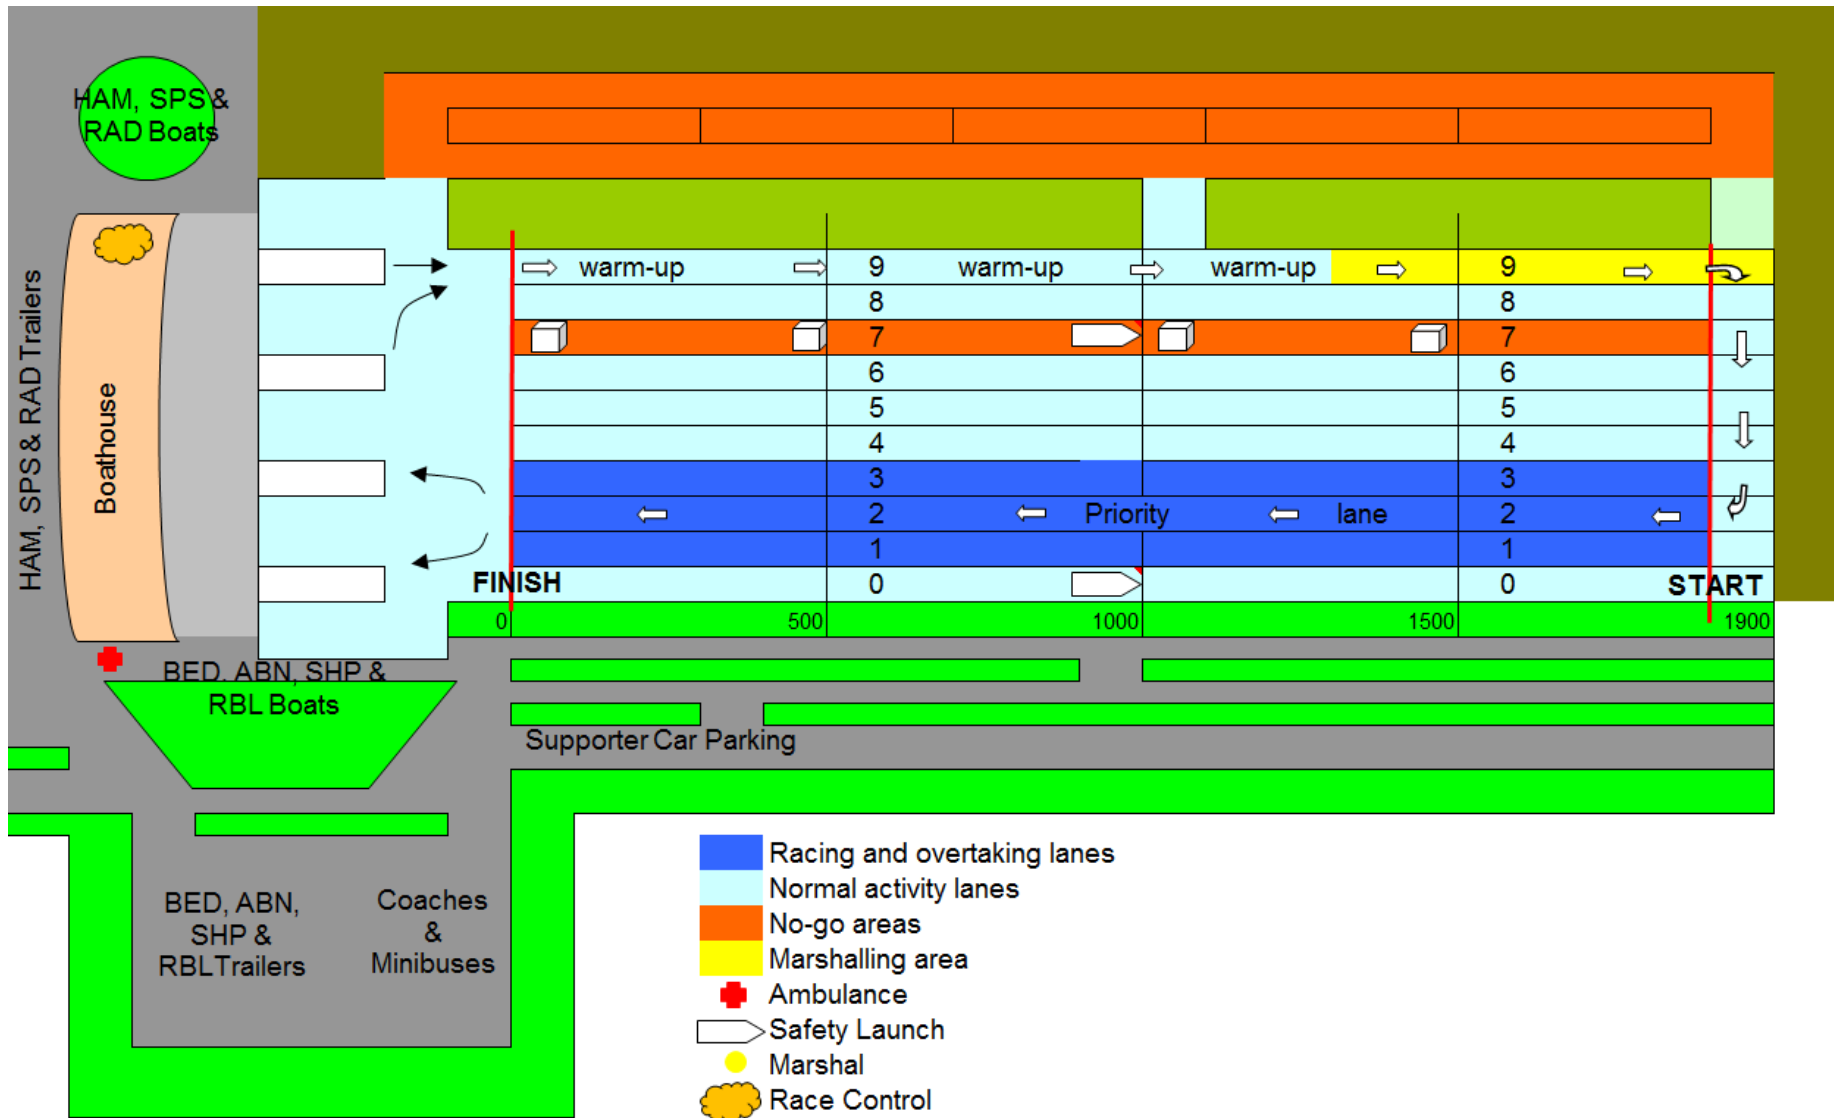 HAM, SPS &
RAD Boats
HAM, SPS & RAD Trailers
Boathouse
warm-up
9
warm-up
warm-up
9
8
8
7
7
6
6
5
5
4
4
3
3
2
Priority
lane
2
1
1
FINISH
0
0
START
0
500
1000
1500
1900
BED, ABN, SHP &
RBL Boats
Supporter Car Parking
BED, ABN,
SHP &
RBL Trailers
Coaches
&
Minibuses
Racing and overtaking lanes
Normal activity lanes
No-go areas
Marshalling area
Ambulance
Safety Launch
Marshal
Race Control